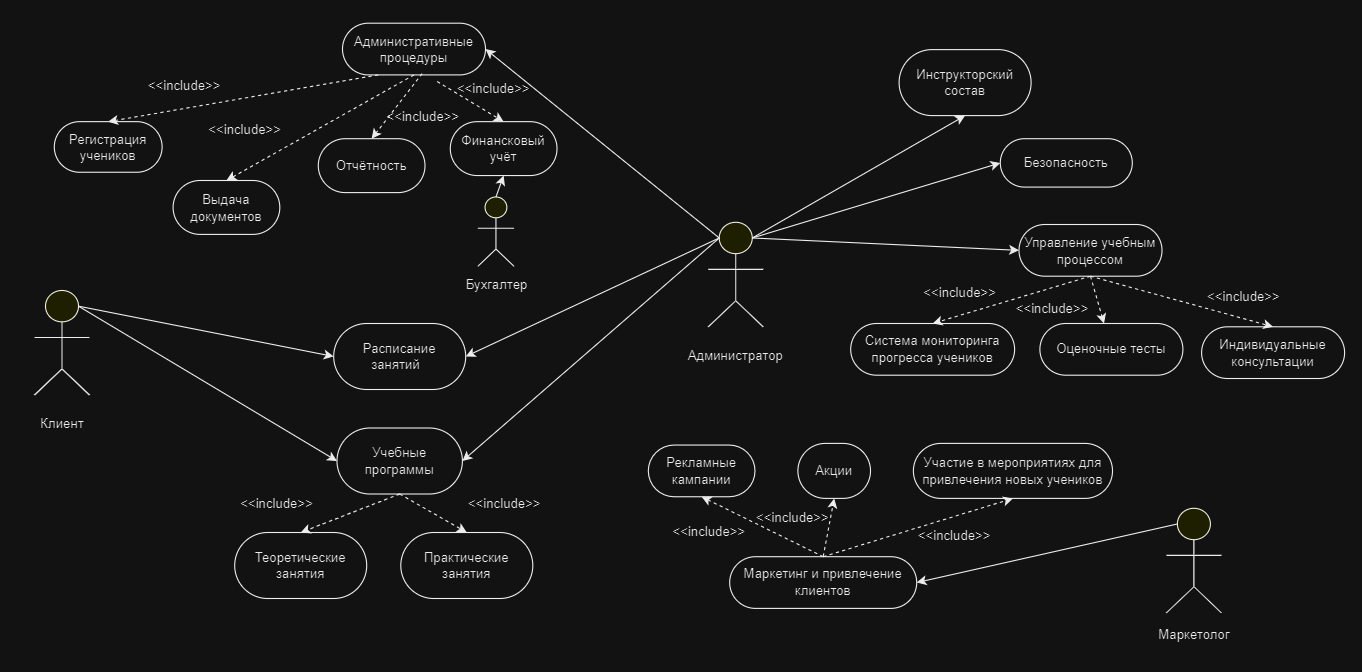 Административные
процедуры
<<include>>
<<include>>
<<include>>
<<include>>
Регистрация
учеников
Выдача
документов
Отчётность
Финансковый
учёт
Бухгалтер
Инструкторский
состав
Безопасность
Управление учебным
процессом
<<include>>
<<include>>
<<include>>
Система мониторинга
прогресса учеников
Оценочные тесты
Индивидуальные
консультации
Администратор
Клиент
Расписание
занятий
Учебные
программы
<<include>>
<<include>>
Теоретические
занятия
Практические
занятия
Рекламные
кампании
Акции
Участие в мероприятиях для
привлечения новых учеников
<<include>>
<<include>>
<<include>>
Маркетинг и привлечение
клиентов
Маркетолог